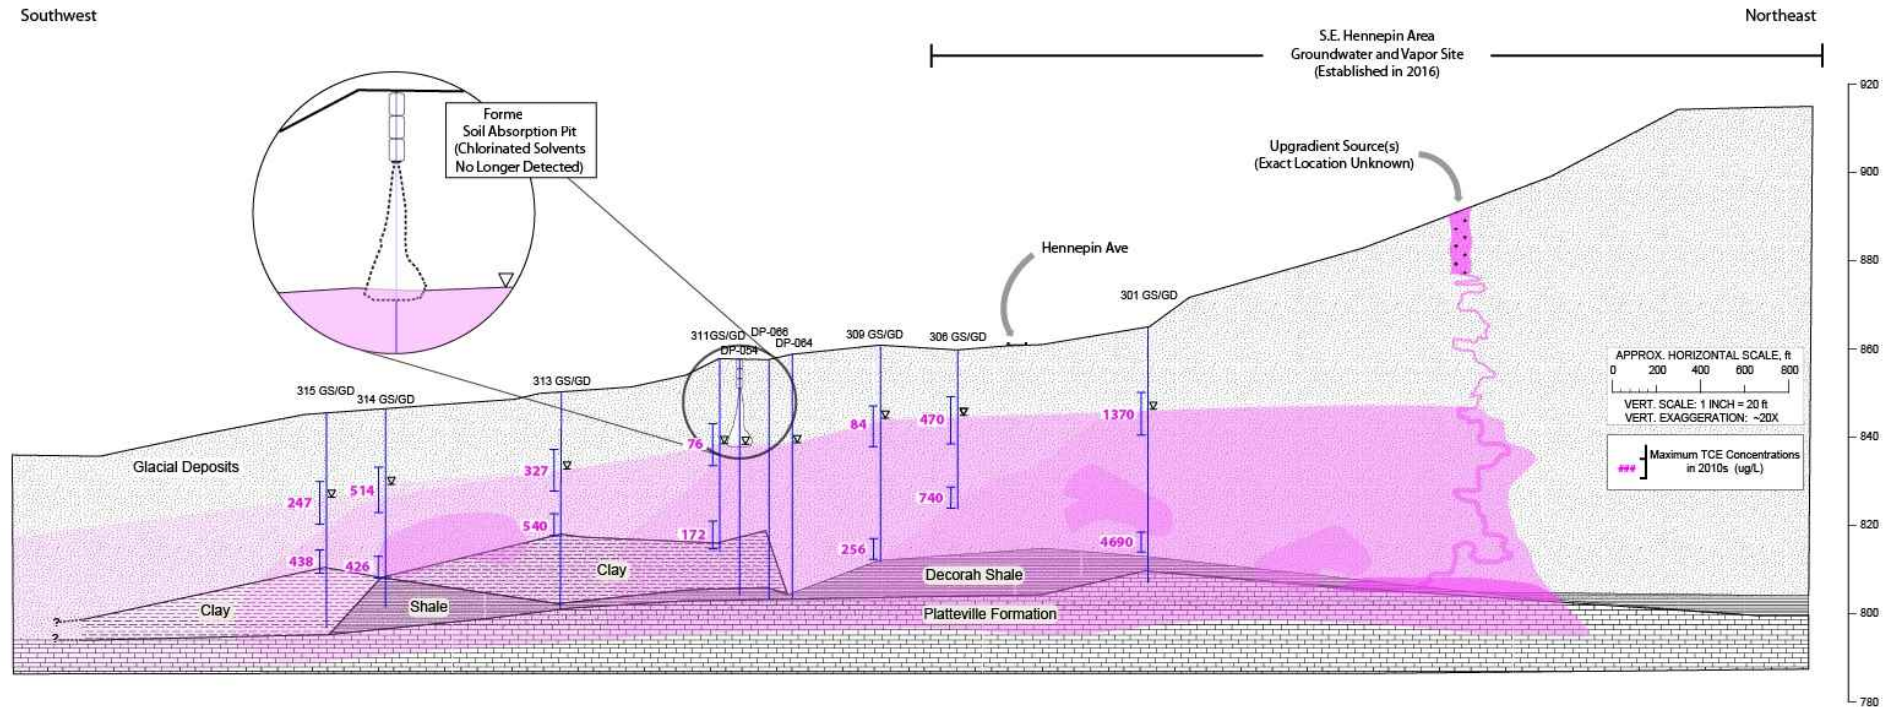 Southwest
Northeast
S.E. Hennepin Area
Groundwater and Vapor Site
(Established in 2016)
920
Forme
Soil Absorption Pit
(Chlorinated Solvents
No Longer Detected)
Upgradient Source(s)
(Exact Location Unknown)
900
Hennepin Ave
880
301 GS/GD
311GS/GD
DP-066
DP-054
DP-064
309 GS/GD
306 GS/GD
860
APPROX. HORIZONTAL SCALE, ft
0 200 400 600 800
VERT. SCALE: 1 INCH = 20 ft
VERT. EXAGGERATION: ~20X
315 GS/GD
314 GS/GD
313 GS/GD
76
84
470
1370
840
### Maximum TCE Concentrations
in 2010s (ug/L)
Glacial Deposits
247
514
327
740
540
172
820
438
426
256
4690
Clay
Decorah Shale
Clay
Shale
Platteville Formation
800
?
?
780